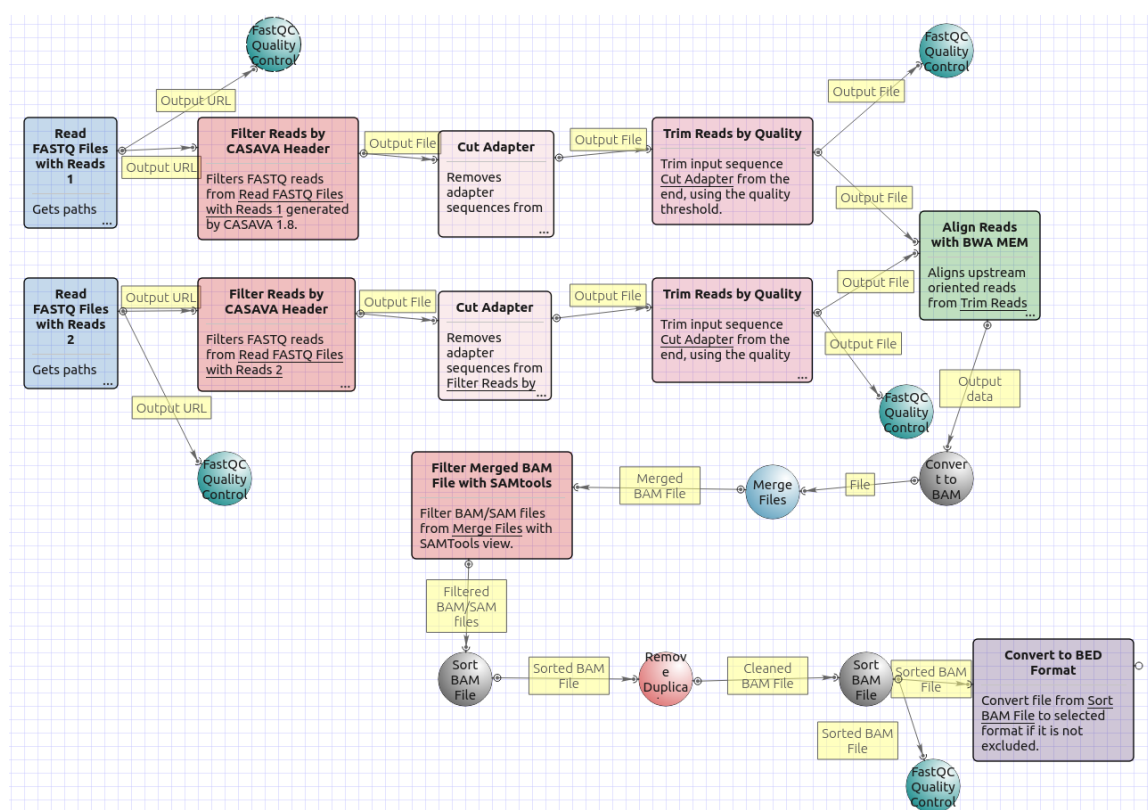 FastQC
Quality
Control
FastQC
Quality
Control
Output URL
Output File
Read
FASTQ Files
with Reads
1
Gets paths
...
Output URL
Filter Reads by
CASAVA Header
Filters FASTQ reads
from Read FASTQ Files
with Reads 1 generated
by CASAVA 1.8.
Output File
Cut Adapter
Removes
adapter
sequences from
...
Output File
Trim Reads by Quality
Trim input sequence
Cut Adapter from the
end, using the quality
threshold.
Output File
Align Reads
with BWA MEM
Aligns upstream
oriented reads
from Trim Reads
...
Read
FASTQ Files
with Reads
2
Gets paths
...
Output URL
Filter Reads by
CASAVA Header
Filters FASTQ reads
from Read FASTQ Files
with Reads 2
...
Output File
Cut Adapter
Removes
adapter
sequences from
Filter Reads by
...
Output File
Trim Reads by Quality
Trim input sequence
Cut Adapter from the
end, using the quality
...
Output File
Output File
Output URL
FastQC
Quality
Control
FastQC
Quality
Control
Output
data
Conver
t to
BAM
File
Merge
Files
Merged
BAM File
Filter Merged BAM
File with SAMtools
Filter BAM/SAM files
from Merge Files with
SAMTools view.
Filtered
BAM/SAM
files
Sort
BAM
File
Sorted BAM
File
Remov
e
Duplica
Cleaned
BAM File
Sort
BAM
File
Sorted BAM
File
Convert to BED
Format
Convert file from Sort
BAM File to selected
format if it is not
excluded.
Sorted BAM
File
FastQC
Quality
Control